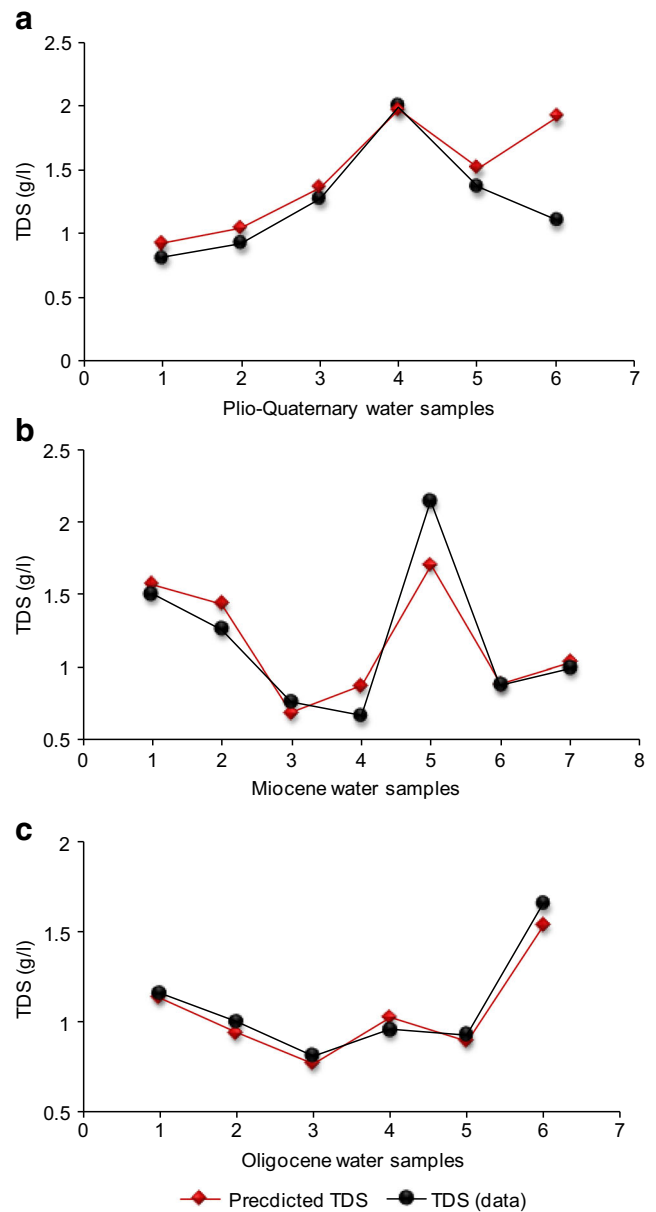 a
2.5
2
1.5
1
0.5
0
TDS (g/l)
0 1 2 3 4 5 6 7
Plio-Quaternary water samples
b
2.5
2
1.5
1
0.5
TDS (g/l)
0 1 2 3 4 5 6 7 8
Miocene water samples
c
2
1.5
1
0.5
TDS (g/l)
0 1 2 3 4 5 6 7
Oligocene water samples
Precdicted TDS TDS (data)